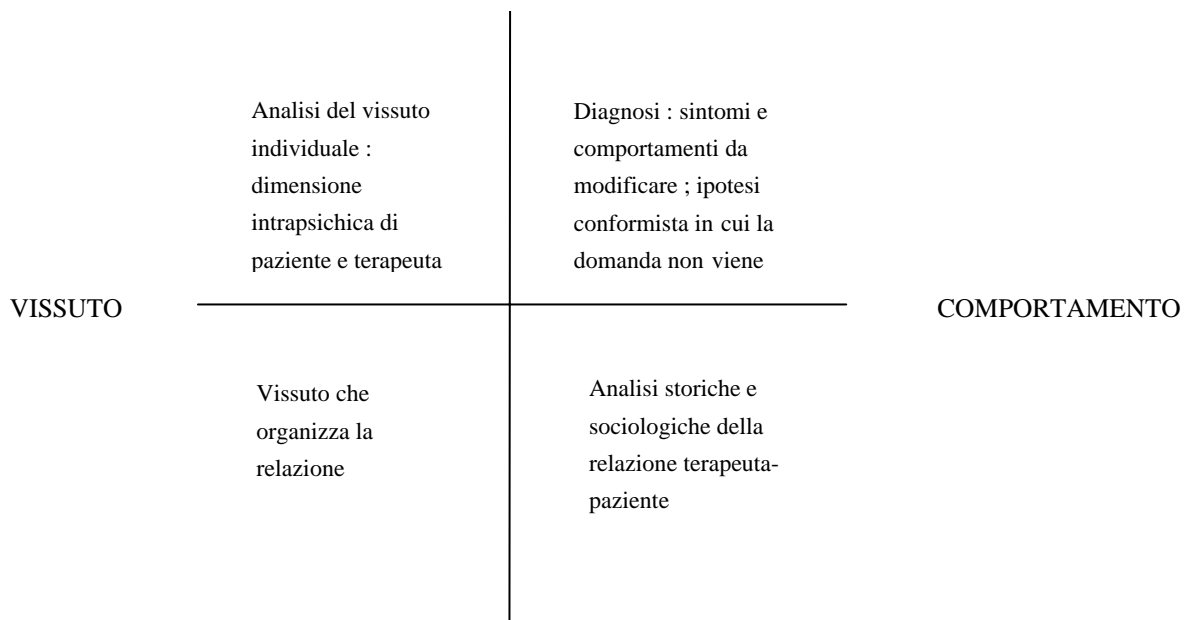 Analisi del vissuto
individuale :
dimensione
intrapsichica di
paziente e terapeuta
Diagnosi : sintomi e
comportamenti da
modificare ; ipotesi
conformista in cui la
domanda non viene
VISSUTO
COMPORTAMENTO
Vissuto che
organizza la
relazione
Analisi storiche e
sociologiche della
relazione terapeuta-
paziente